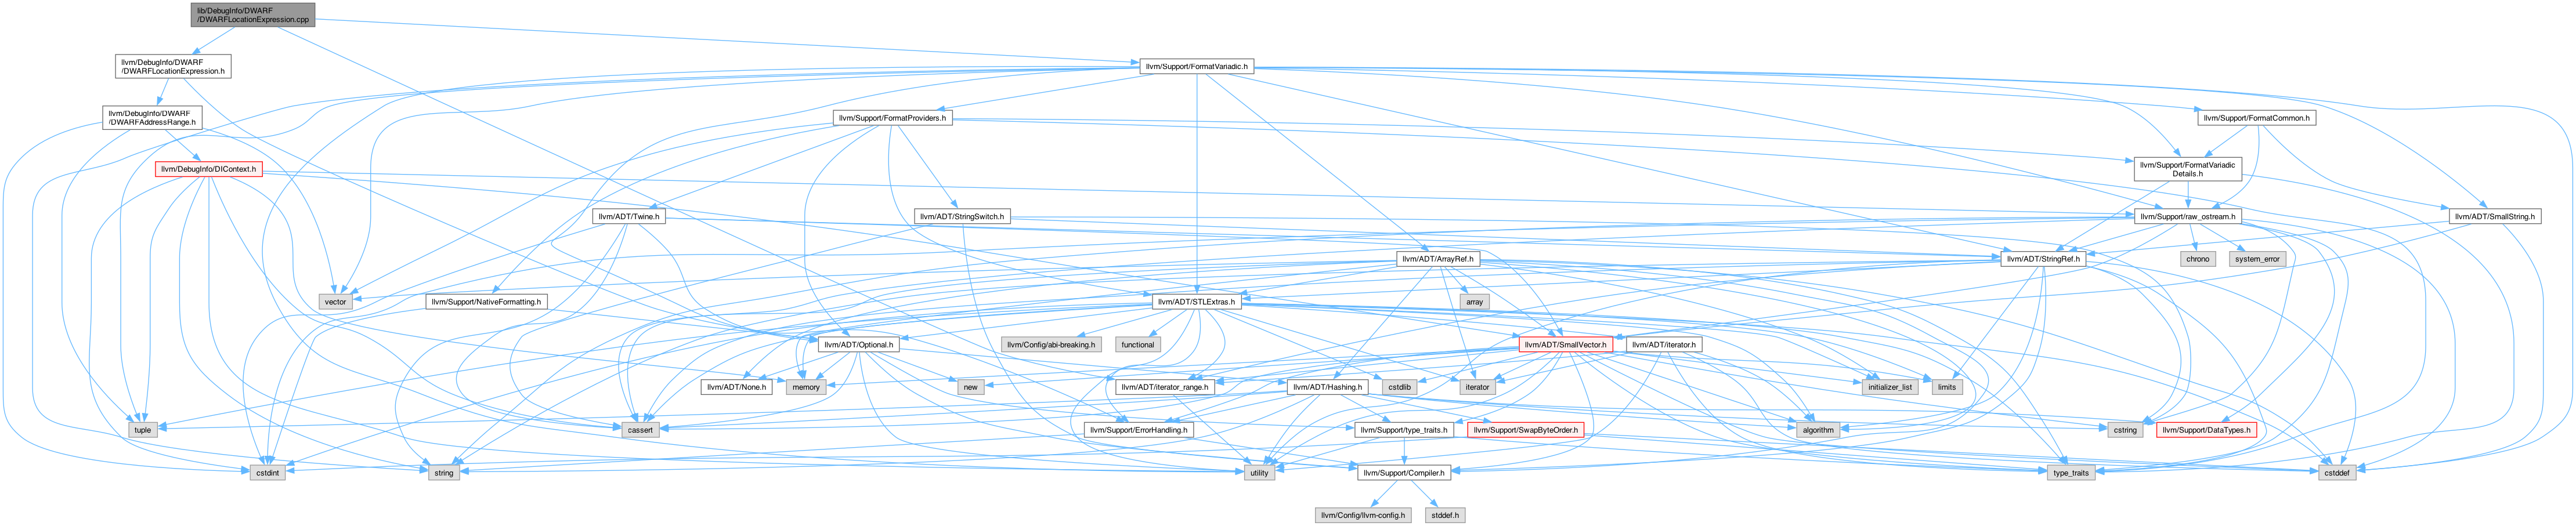 lib/DebugInfo/DWARF
/DWARFLocationExpression.cpp
llvm/DebugInfo/DWARF
/DWARFLocationExpression.h
llvm/Support/FormatVariadic.h
llvm/DebugInfo/DWARF
/DWARFAddressRange.h
llvm/Support/FormatProviders.h
llvm/Support/FormatCommon.h
llvm/DebugInfo/DIContext.h
llvm/Support/FormatVariadic
Details.h
llvm/ADT/Twine.h
llvm/ADT/StringSwitch.h
llvm/Support/raw_ostream.h
llvm/ADT/SmallString.h
llvm/ADT/ArrayRef.h
llvm/ADT/StringRef.h
chrono
system_error
vector
llvm/Support/NativeFormatting.h
llvm/ADT/STLExtras.h
array
llvm/Config/abi-breaking.h
functional
llvm/ADT/Optional.h
llvm/ADT/SmallVector.h
llvm/ADT/iterator.h
llvm/ADT/None.h
memory
new
llvm/ADT/iterator_range.h
llvm/ADT/Hashing.h
cstdlib
iterator
initializer_list
limits
tuple
cassert
llvm/Support/ErrorHandling.h
llvm/Support/type_traits.h
llvm/Support/SwapByteOrder.h
algorithm
cstring
llvm/Support/DataTypes.h
cstdint
string
utility
llvm/Support/Compiler.h
type_traits
cstddef
llvm/Config/llvm-config.h
stddef.h